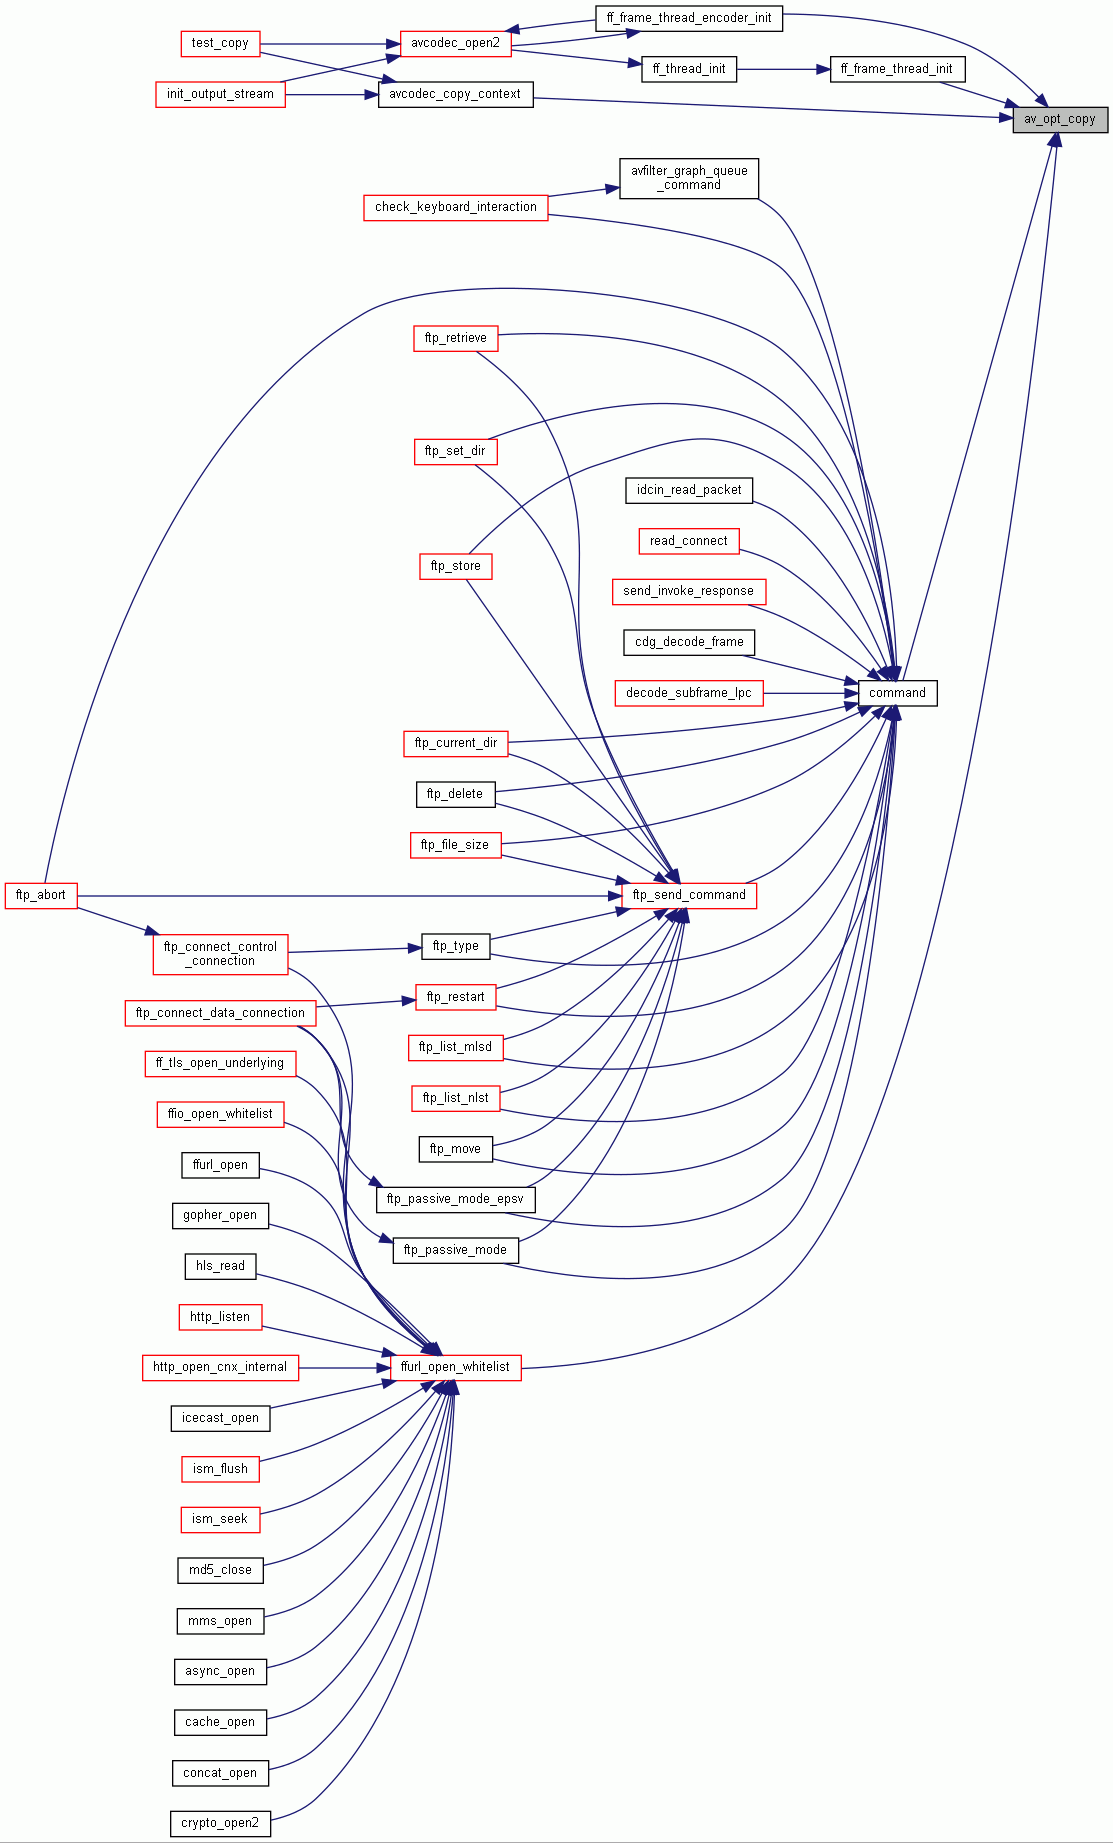 ff_frame_thread_encoder_init
test_copy
avcodec_open2
ff_thread_init
ff_frame_thread_init
init_output_stream
avcodec_copy_context
av_opt_copy
avfilter_graph_queue
_command
check_keyboard_interaction
ftp_retrieve
ftp_set_dir
idcin_read_packet
read_connect
ftp_store
send_invoke_response
cdg_decode_frame
decode_subframe_lpc
command
ftp_current_dir
ftp_delete
ftp_file_size
ftp_abort
ftp_send_command
ftp_connect_control
_connection
ftp_type
ftp_restart
ftp_connect_data_connection
ftp_list_mlsd
ff_tls_open_underlying
ftp_list_nlst
ffio_open_whitelist
ftp_move
ffurl_open
ftp_passive_mode_epsv
gopher_open
ftp_passive_mode
hls_read
http_listen
http_open_cnx_internal
ffurl_open_whitelist
icecast_open
ism_flush
ism_seek
md5_close
mms_open
async_open
cache_open
concat_open
crypto_open2